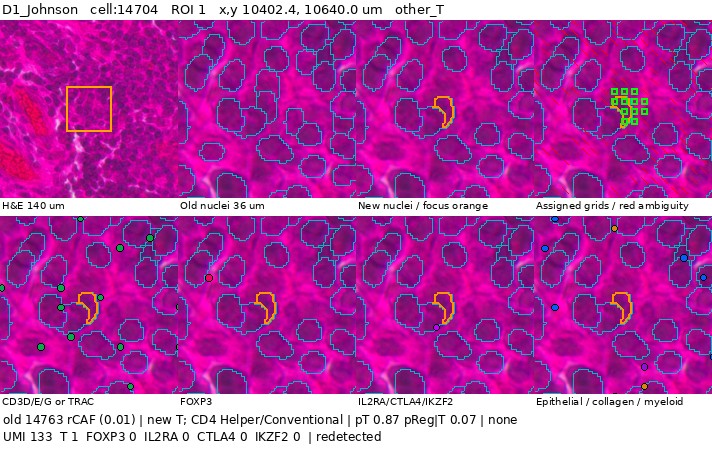 D1_Johnson   cell:14704   ROI 1   x,y 10402.4, 10640.0 um   other_T
H&E 140 um
Old nuclei 36 um
New nuclei / focus orange
Assigned grids / red ambiguity
CD3D/E/G or TRAC
FOXP3
IL2RA/CTLA4/IKZF2
Epithelial / collagen / myeloid
old 14763 rCAF (0.01) | new T; CD4 Helper/Conventional | pT 0.87 pReg|T 0.07 | none
UMI 133  T 1  FOXP3 0  IL2RA 0  CTLA4 0  IKZF2 0  | redetected